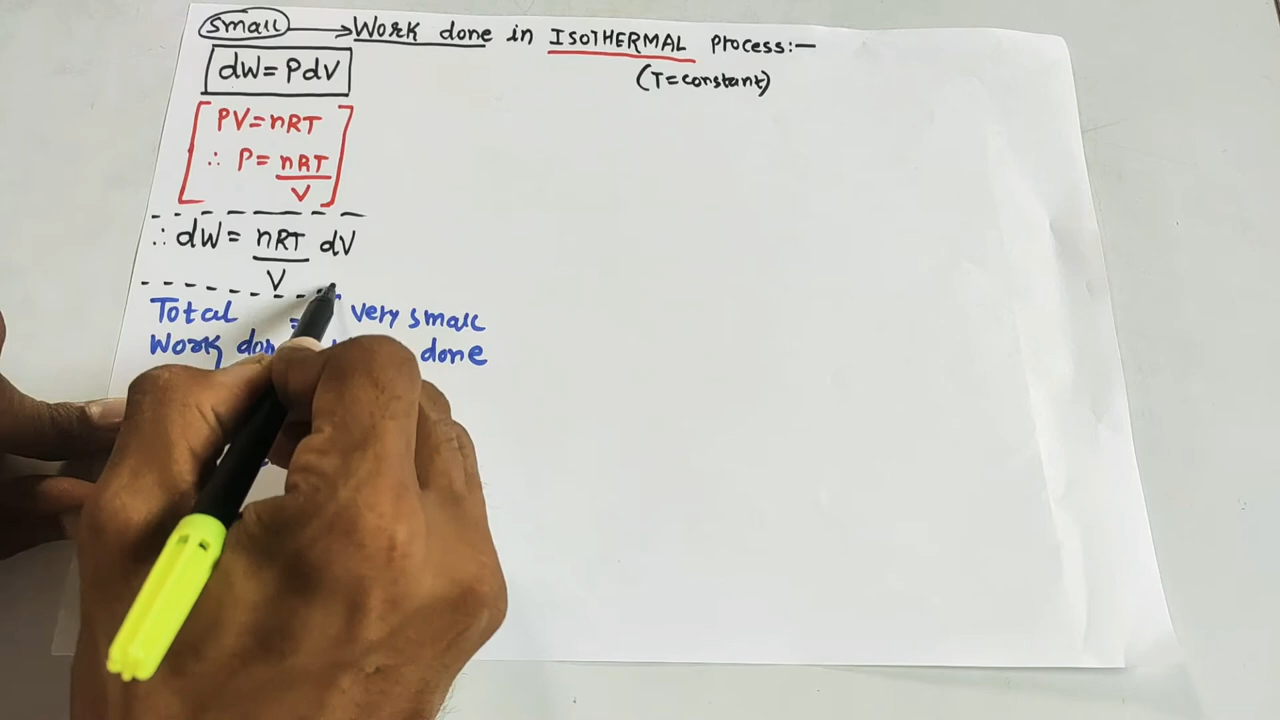 small → Work done in ISOTHERMAL Process:—
(T=constant)
dW= PdV
PV=nRT
∴ P= nRT
V
∴ dW= nRT dV
V
Total = very small
Work done